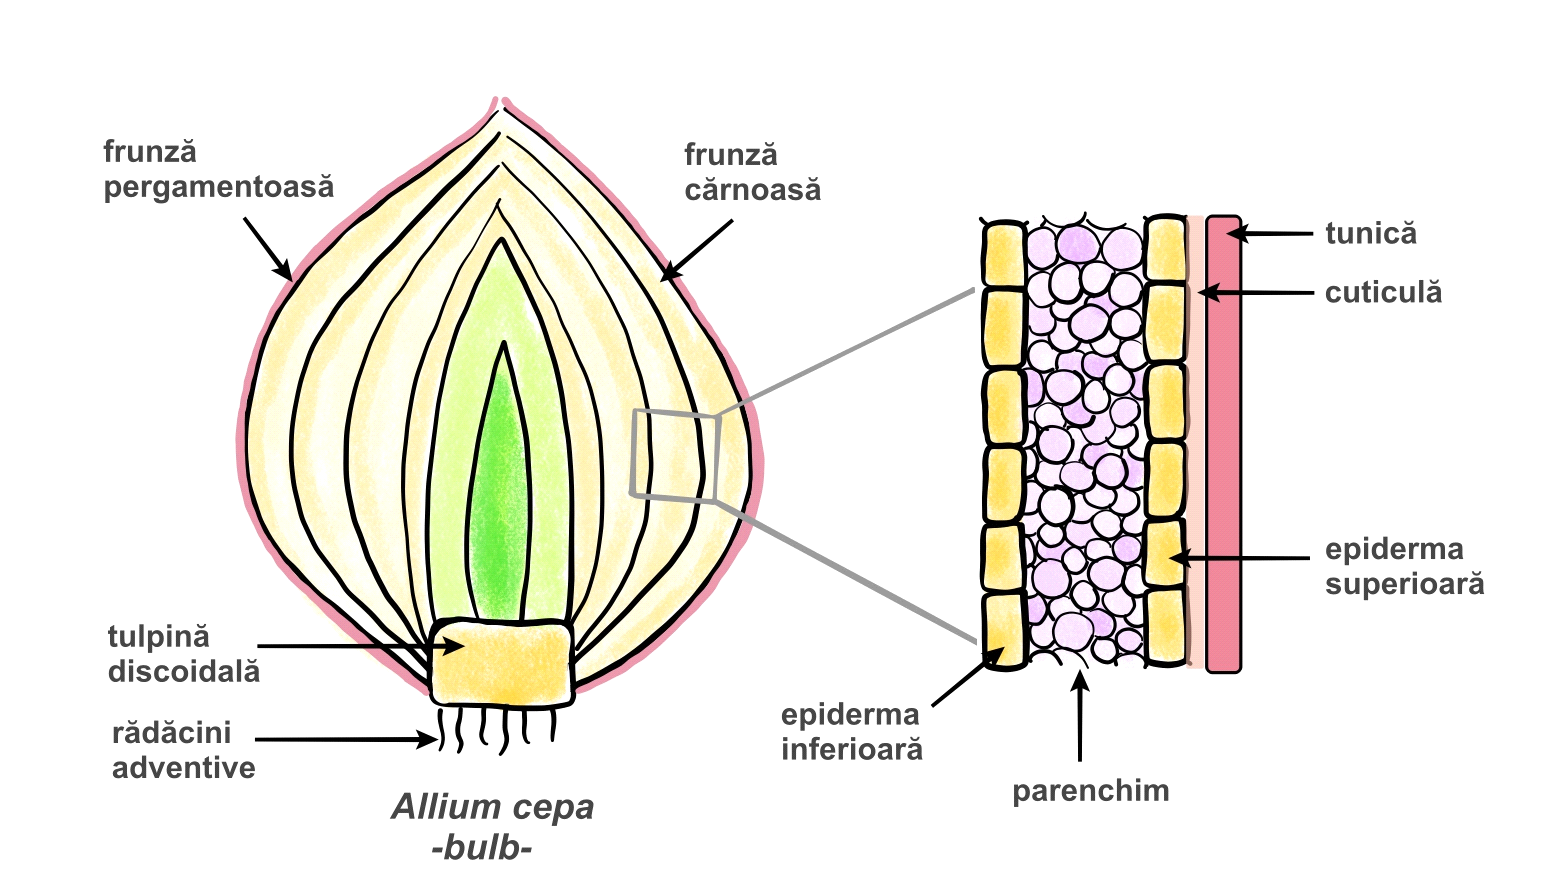 frunză
pergamentoasă
frunză
cărnoasă
tunică
cuticulă
epiderma
superioară
tulpină
discoidală
rădăcini
adventive
epiderma
inferioară
parenchim
Allium cepa
-bulb-